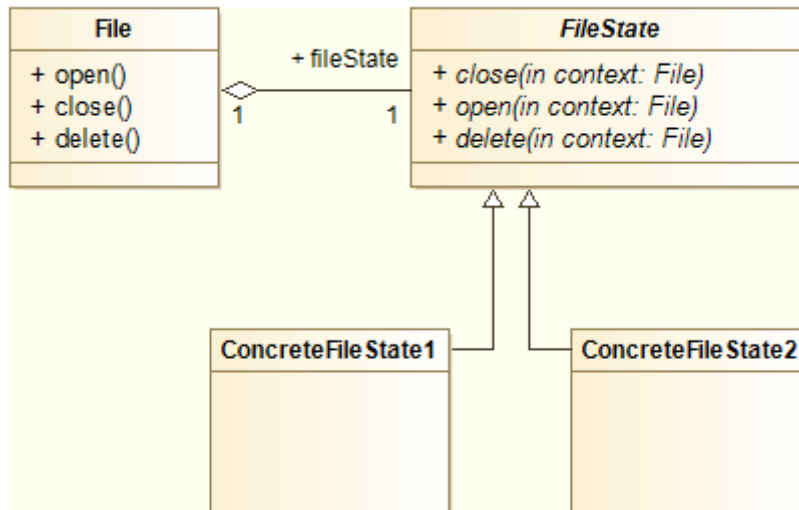 File
+ open()
+ close()
+ delete()
+ fileState
1
1
FileState
+ close(in context: File)
+ open(in context: File)
+ delete(in context: File)
ConcreteFileState1
ConcreteFileState2